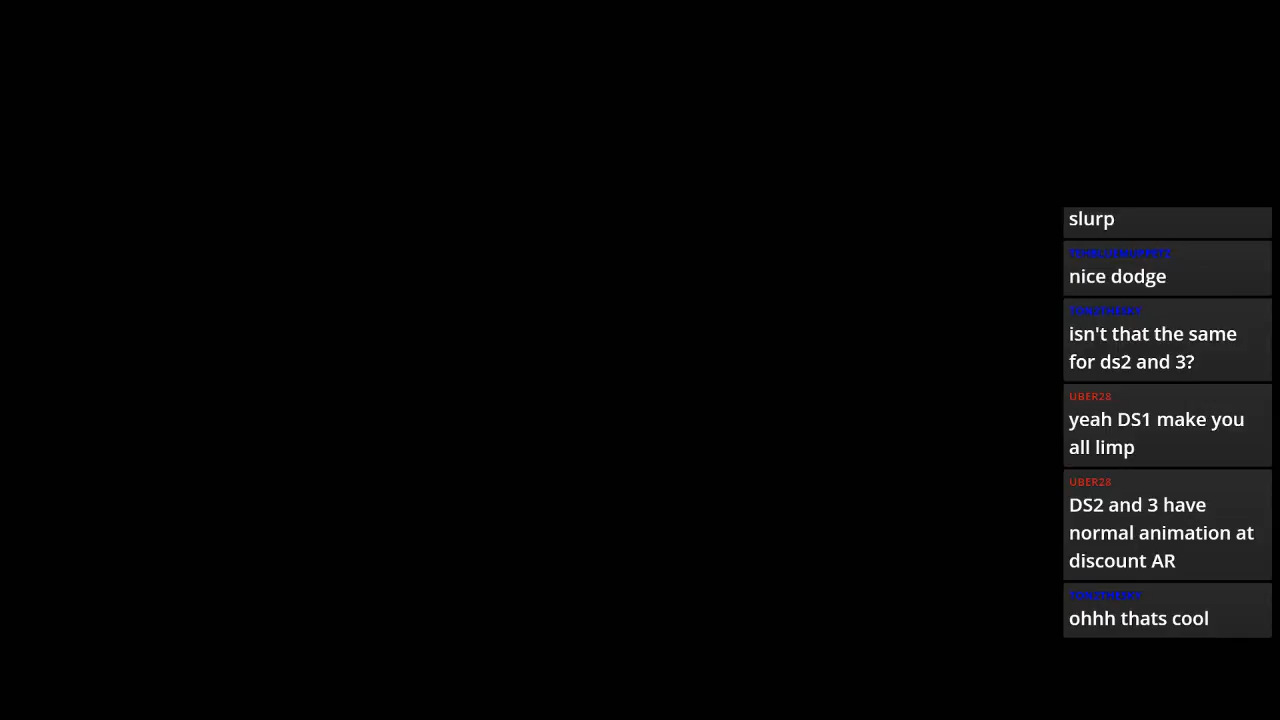 slurp
nice dodge
isn't that the same
for ds2 and 3?
UBER28
yeah DS1 make you
all limp
UBER28
DS2 and 3 have
normal animation at
discount AR
ohhh thats cool